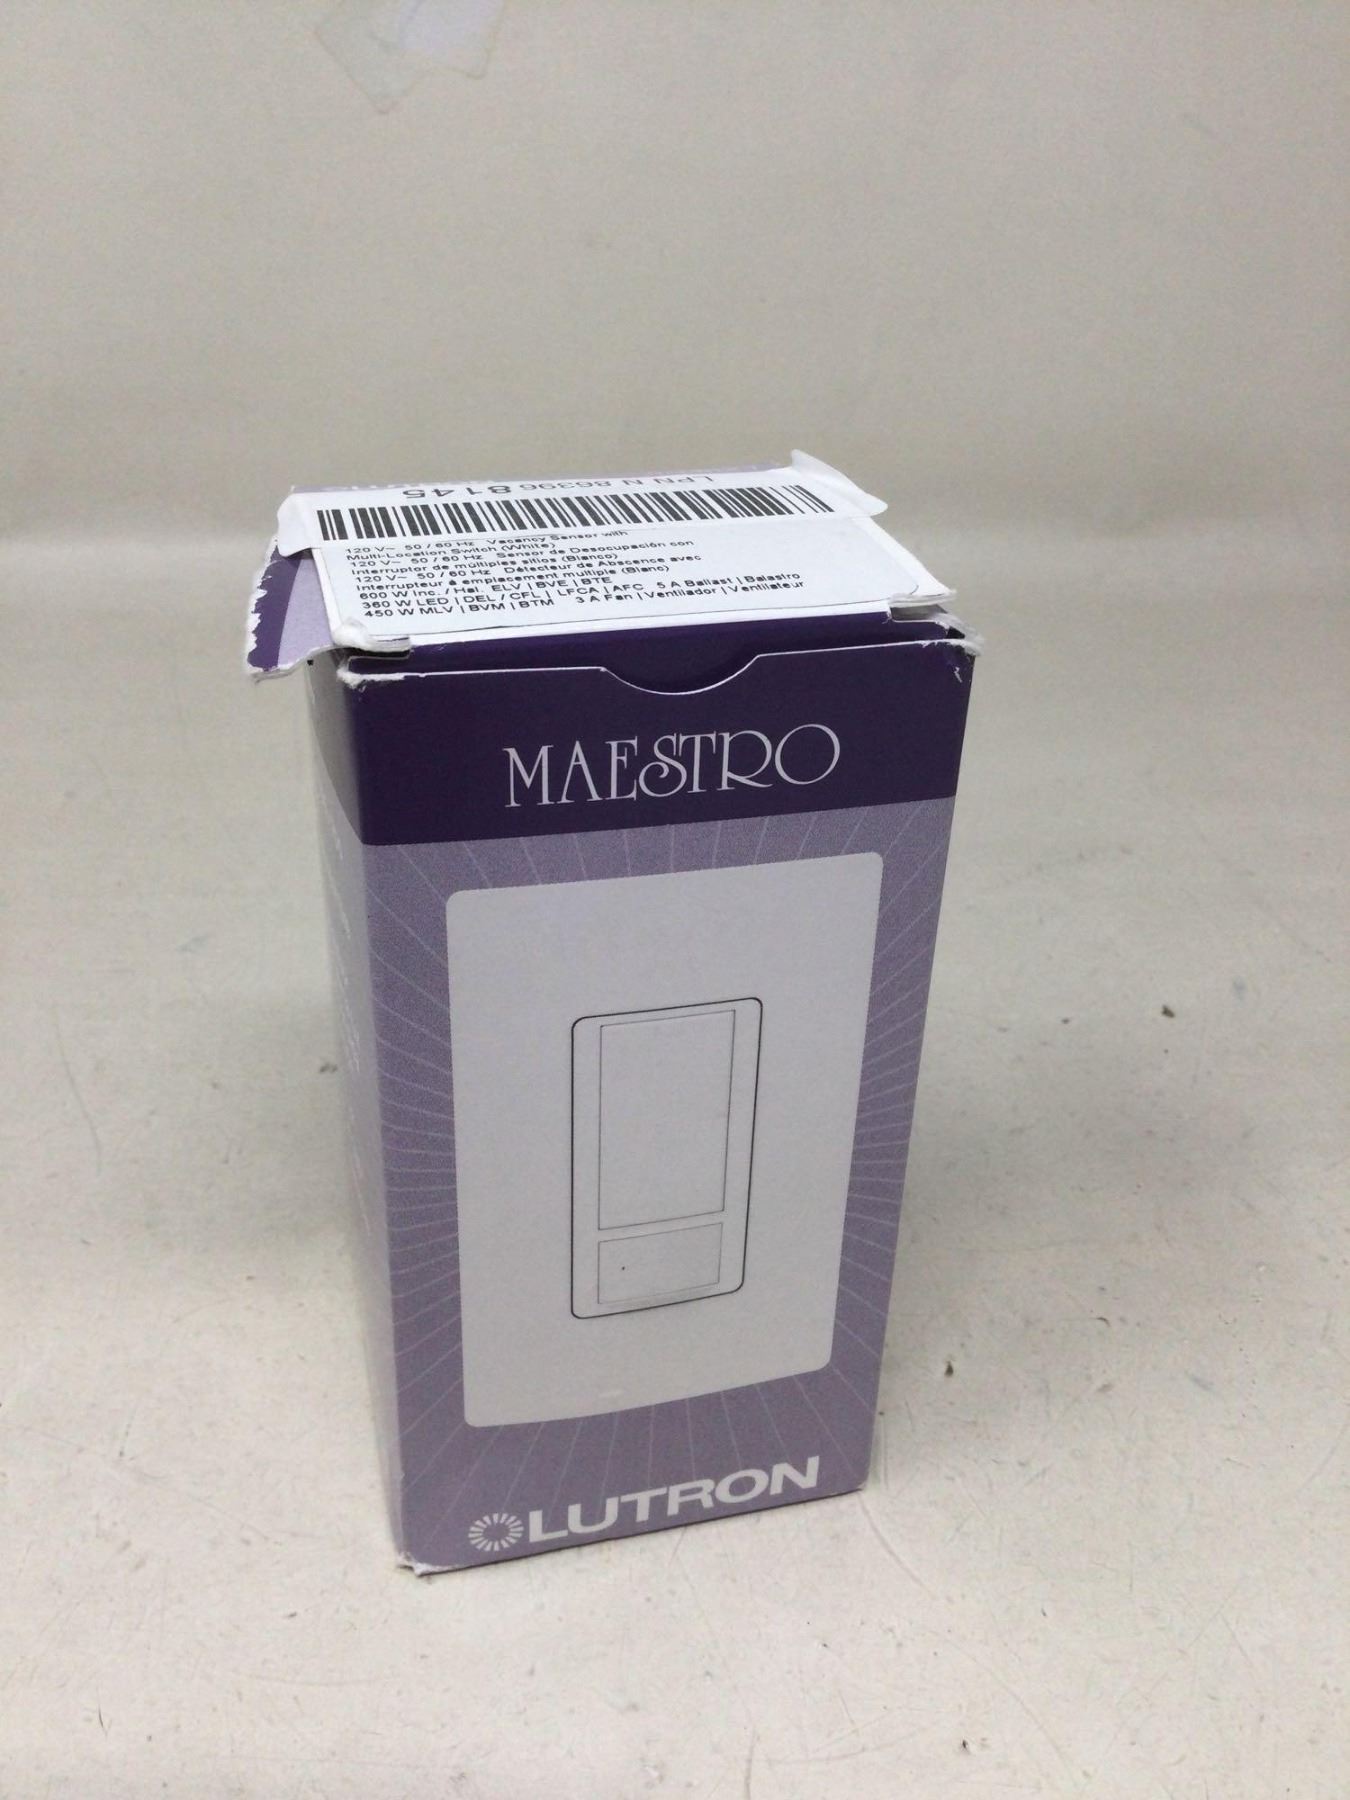 LPN N 86396 8145
120 V~ 50 / 60 Hz Vacancy Sensor with
Multi-Location Switch (White)
120 V~ 50 / 60 Hz Sensor de Desocupación con
Interruptor de múltiples sitios (Blanco)
120 V~ 50 / 60 Hz Détecteur de Abscence avec
Interrupteur à emplacement multiple (Blanc)
600 W Inc. / Hal. ELV | BVE | BTE
360 W LED | DEL / CFL | LFCA | AFC 5 A Ballast | Balastro
450 W MLV | BVM | BTM 3 A Fan | Ventilador | Ventilateur
MAESTRO
LUTRON